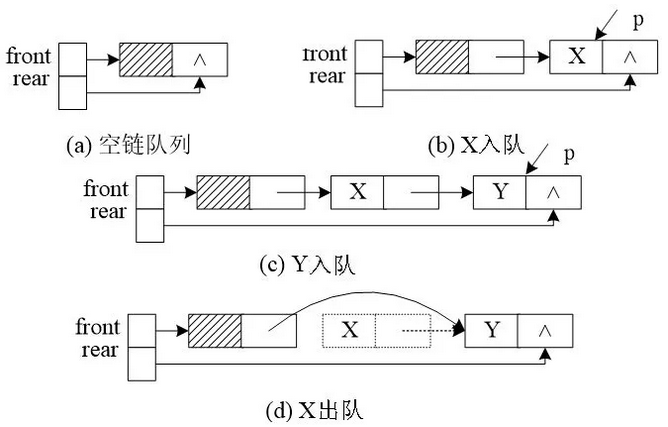 front
rear
∧
(a) 空链队列
front
rear
X
∧
p
(b) X入队
front
rear
X
Y
∧
p
(c) Y入队
front
rear
X
Y
∧
(d) X出队